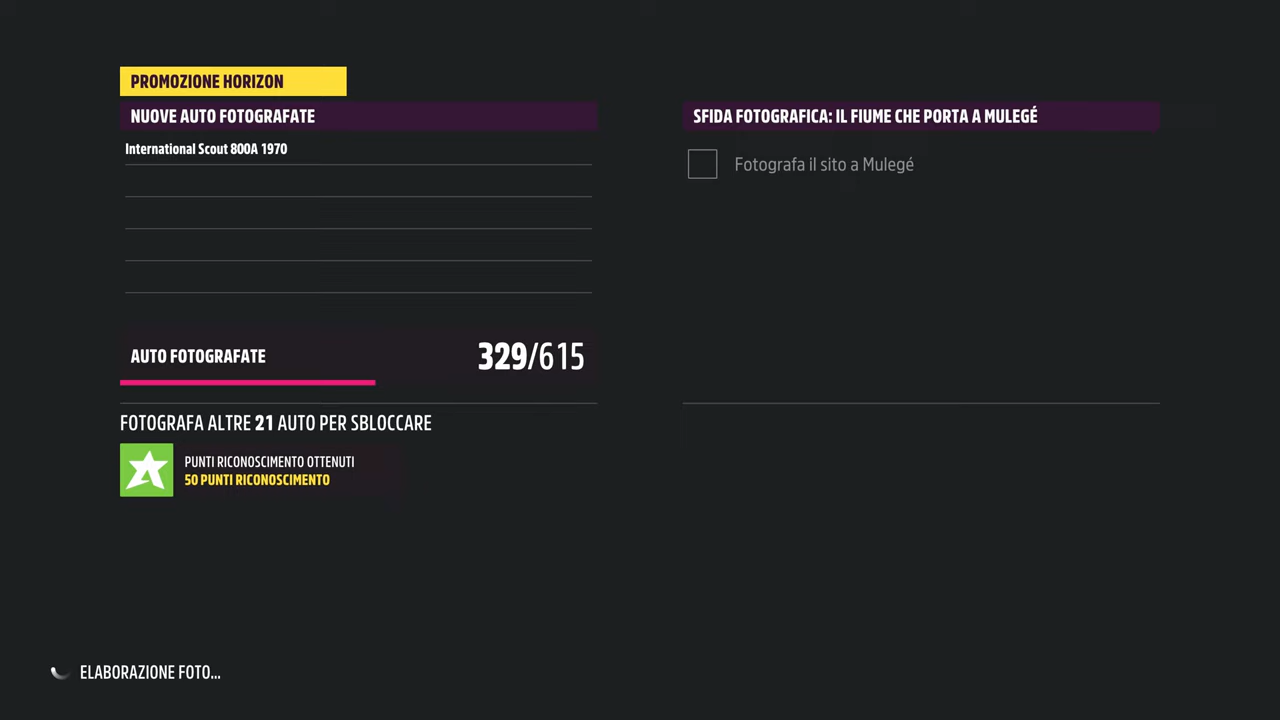 PROMOZIONE HORIZON
NUOVE AUTO FOTOGRAFATE
International Scout 800A 1970
AUTO FOTOGRAFATE 329/615
FOTOGRAFA ALTRE 21 AUTO PER SBLOCCARE
PUNTI RICONOSCIMENTO OTTENUTI
50 PUNTI RICONOSCIMENTO
SFIDA FOTOGRAFICA: IL FIUME CHE PORTA A MULEGÉ
Fotografa il sito a Mulegé
ELABORAZIONE FOTO...